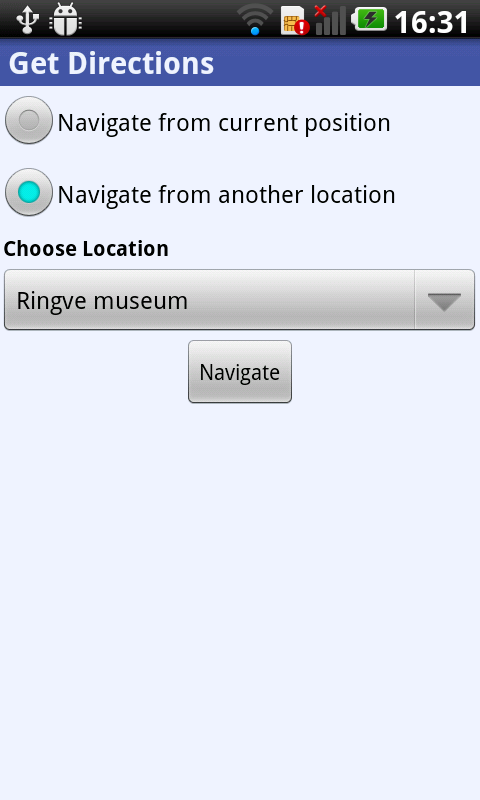 16:31
Get Directions
Navigate from current position
Navigate from another location
Choose Location
Ringve museum
Navigate